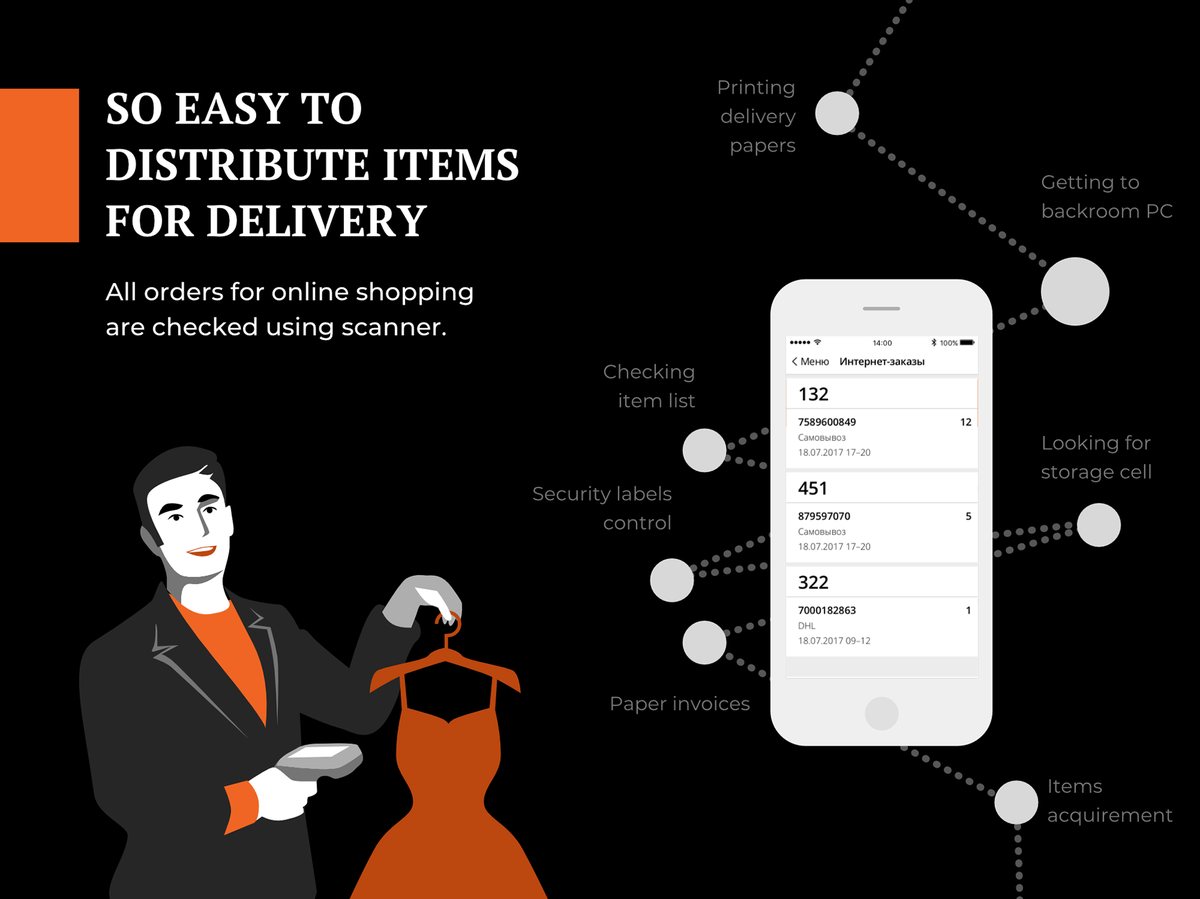 SO EASY TO
DISTRIBUTE ITEMS
FOR DELIVERY
All orders for online shopping
are checked using scanner.
Printing
delivery
papers
Getting to
backroom PC
Checking
item list
Security labels
control
Paper invoices
Looking for
storage cell
Items
acquirement
14:00 100%
Меню Интернет-заказы
132
7589600849 12
Самовывоз
18.07.2017 17–20
451
879597070 5
Самовывоз
18.07.2017 17–20
322
7000182863 1
DHL
18.07.2017 09–12